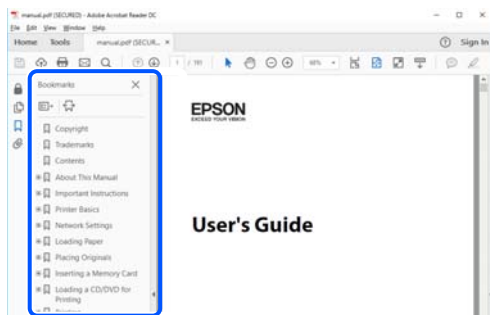 manual.pdf (SECURED) - Adobe Acrobat Reader DC
File Edit View Window Help
Home Tools manual.pdf (SECUR... × Sign In
1 / 191
Bookmarks
Copyright
Trademarks
Contents
About This Manual
Important Instructions
Printer Basics
Network Settings
Loading Paper
Placing Originals
Inserting a Memory Card
Loading a CD/DVD for
Printing
EPSON
EXCEED YOUR VISION
User's Guide